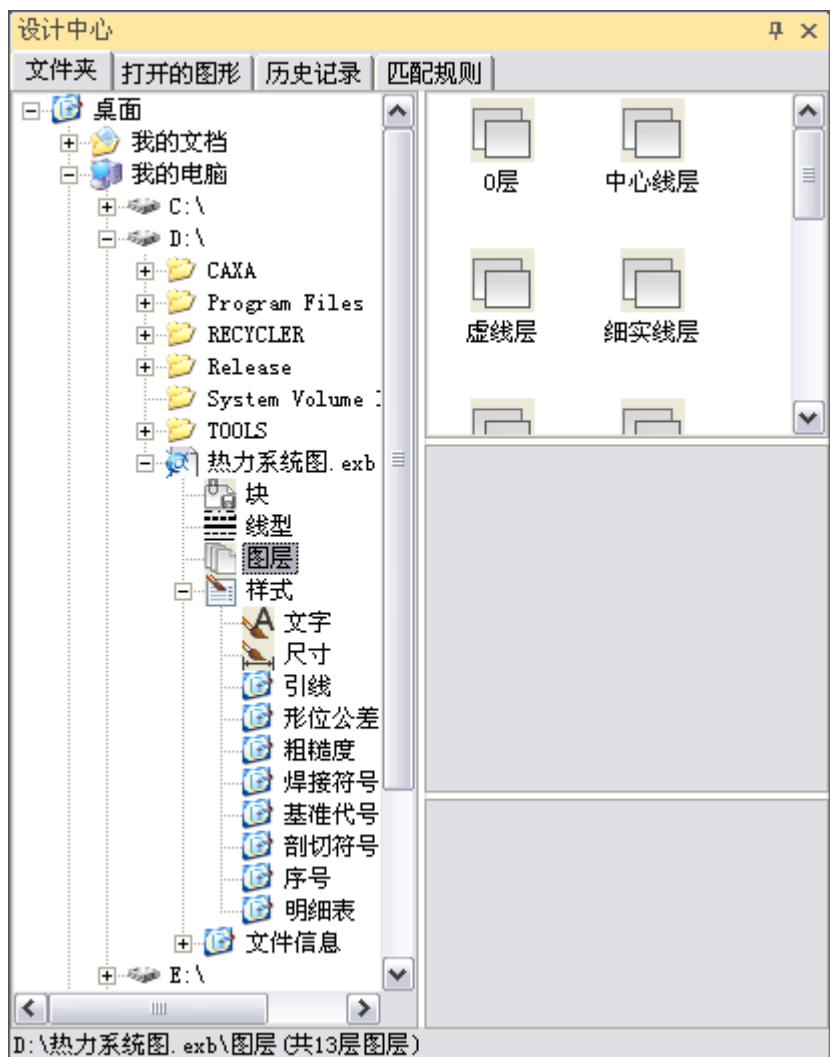 设计中心
文件夹 打开的图形 历史记录 匹配规则
桌面
我的文档
我的电脑
C:\
D:\
CAXA
Program Files
RECYCLER
Release
System Volume
TOOLS
热力系统图.exb
块
线型
图层
样式
文字
尺寸
引线
形位公差
粗糙度
焊接符号
基准代号
剖切符号
序号
明细表
文件信息
E:\
0层 中心线层
虚线层 细实线层
D:\热力系统图.exb\图层(共13层图层)